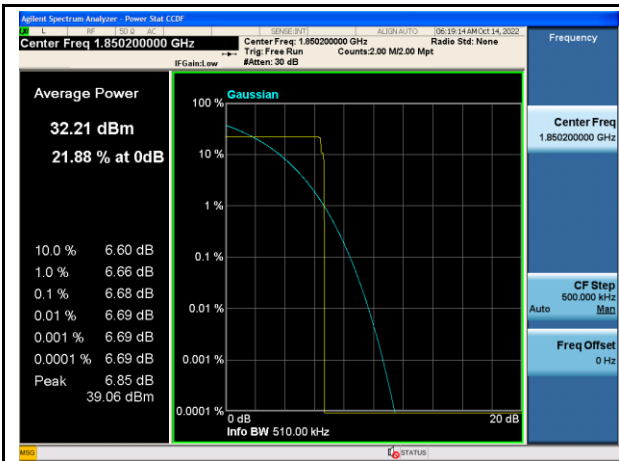 Agilent Spectrum Analyzer - Power Stat CCDF
L RF 50 Ω AC SENSE:INT ALIGN AUTO 06:19:14 AM Oct 14, 2022
Center Freq 1.850200000 GHz
Center Freq: 1.850200000 GHz Radio Std: None
Trig: Free Run Counts:2.00 M/2.00 Mpt
IFGain:Low #Atten: 30 dB
Frequency
Average Power
32.21 dBm
21.88 % at 0dB
10.0 % 6.60 dB
1.0 % 6.66 dB
0.1 % 6.68 dB
0.01 % 6.69 dB
0.001 % 6.69 dB
0.0001 % 6.69 dB
Peak 6.85 dB
39.06 dBm
Gaussian
100 %
10 %
1 %
0.1 %
0.01 %
0.001 %
0.0001 %
0 dB 20 dB
Info BW 510.00 kHz
Center Freq
1.850200000 GHz
CF Step
500.000 kHz
Auto Man
Freq Offset
0 Hz
MSG STATUS